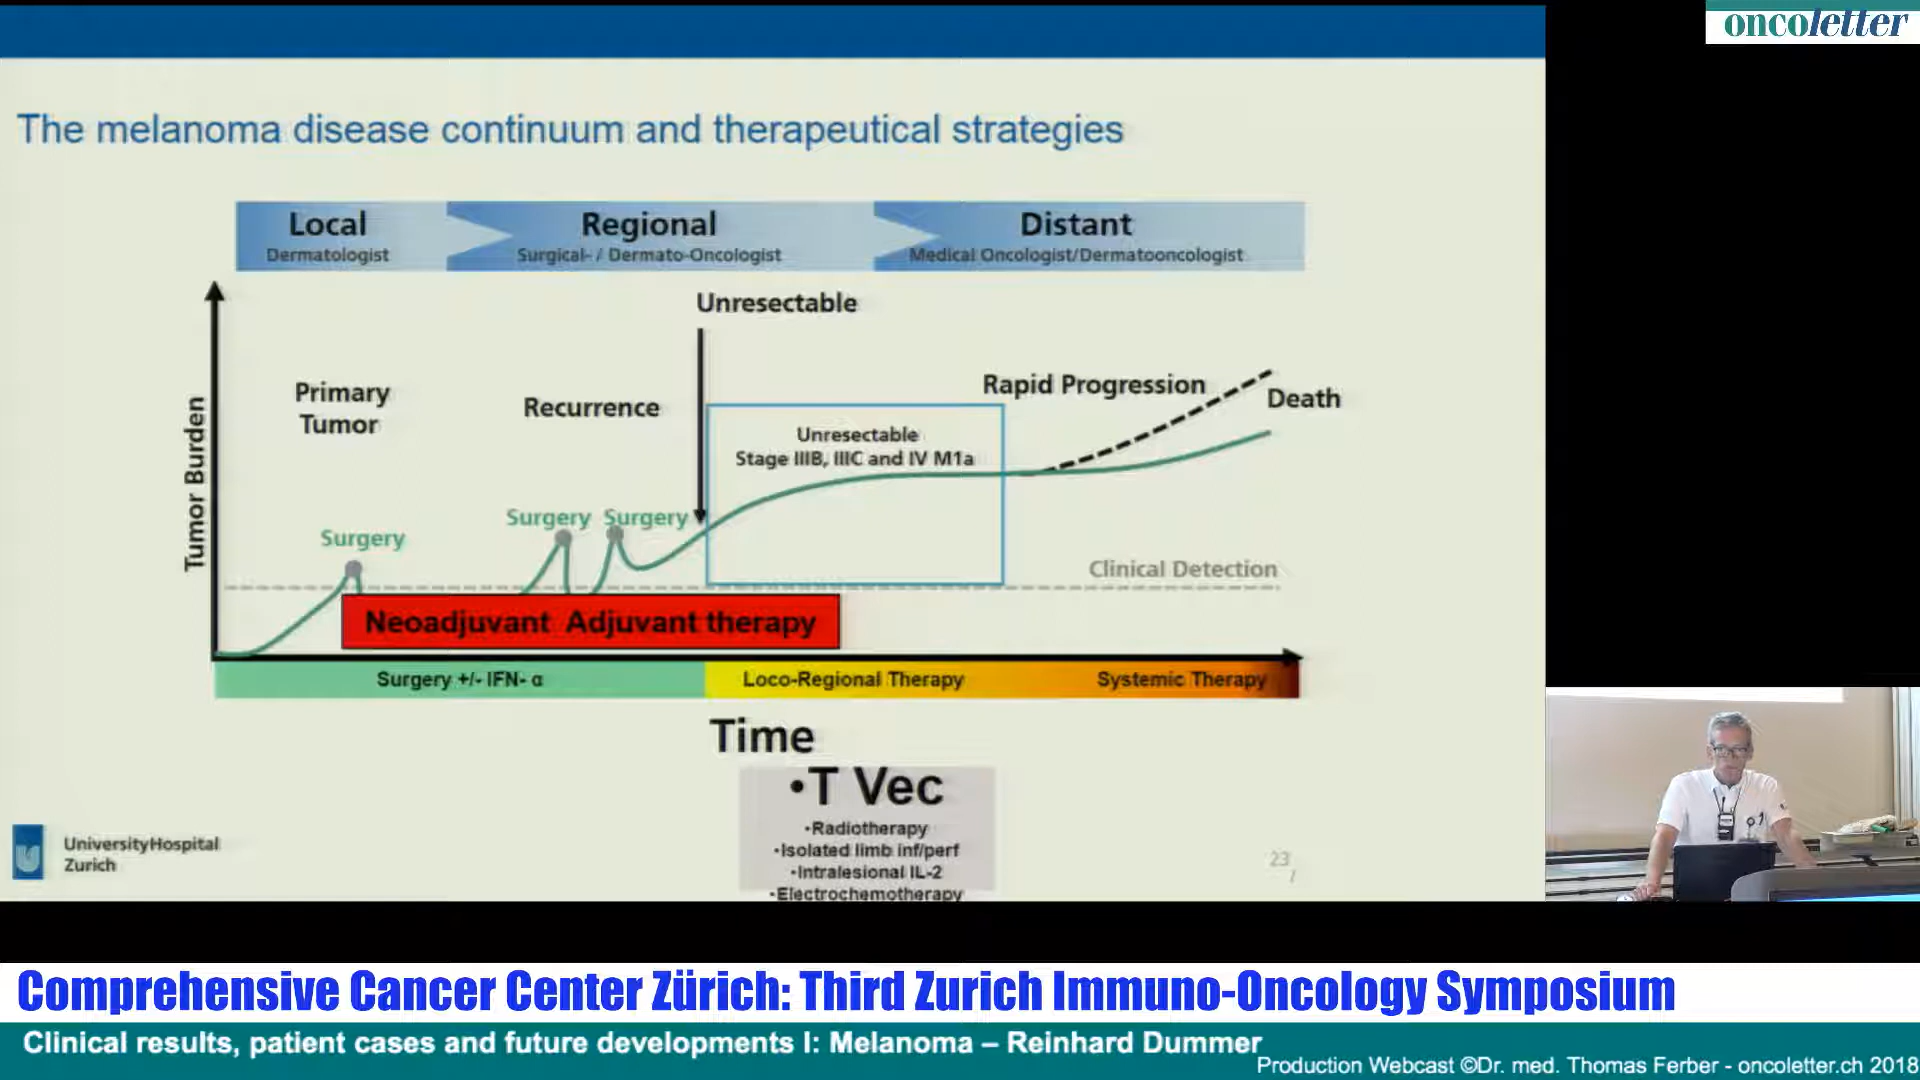 oncoletter
The melanoma disease continuum and therapeutical strategies
Local
Dermatologist
Regional
Surgical- / Dermato-Oncologist
Distant
Medical Oncologist/Dermatooncologist
Unresectable
Primary
Tumor
Recurrence
Rapid Progression
Death
Unresectable
Stage IIIB, IIIC and IV M1a
Tumor Burden
Surgery
Surgery
Surgery
Clinical Detection
Neoadjuvant Adjuvant therapy
Surgery +/- IFN- α
Loco-Regional Therapy
Systemic Therapy
Time
•T Vec
•Radiotherapy
•Isolated limb inf/perf
•Intralesional IL-2
•Electrochemotherapy
UniversityHospital
Zurich
23
/
Comprehensive Cancer Center Zürich: Third Zurich Immuno-Oncology Symposium
Clinical results, patient cases and future developments I: Melanoma – Reinhard Dummer
Production Webcast ©Dr. med. Thomas Ferber - oncoletter.ch 2018